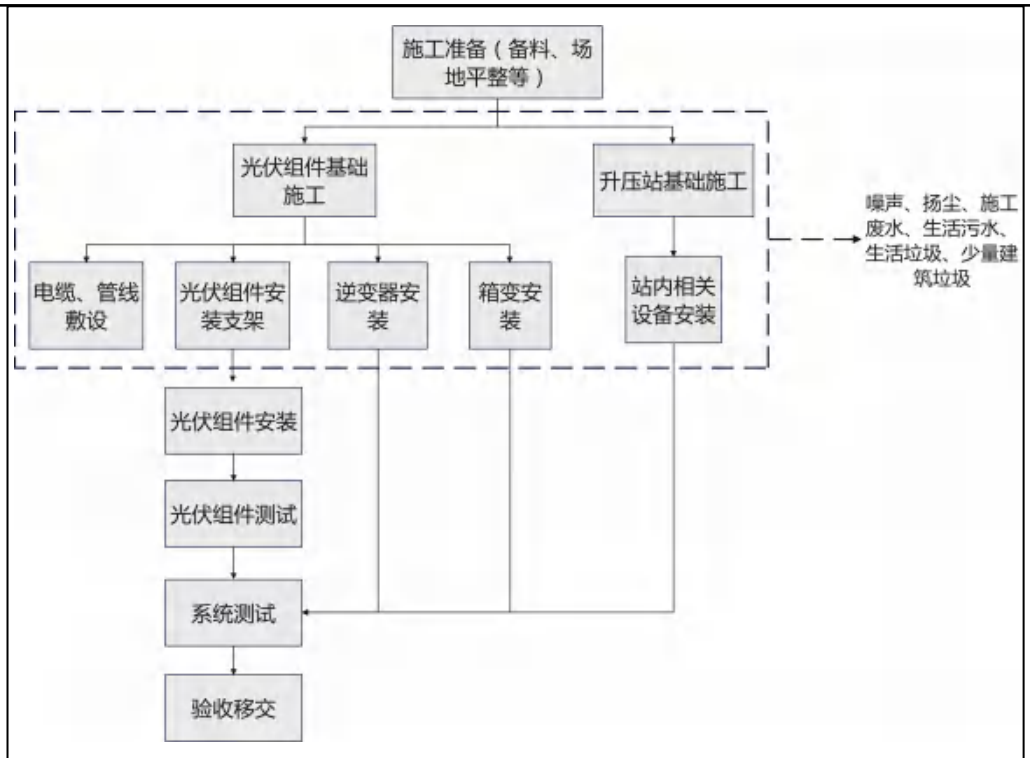 施工准备（备料、场
地平整等）
光伏组件基础
施工
升压站基础施工
噪声、扬尘、施工
废水、生活污水、
生活垃圾、少量建
筑垃圾
电缆、管线
敷设
光伏组件安
装支架
逆变器安
装
箱变安
装
站内相关
设备安装
光伏组件安装
光伏组件测试
系统测试
验收移交